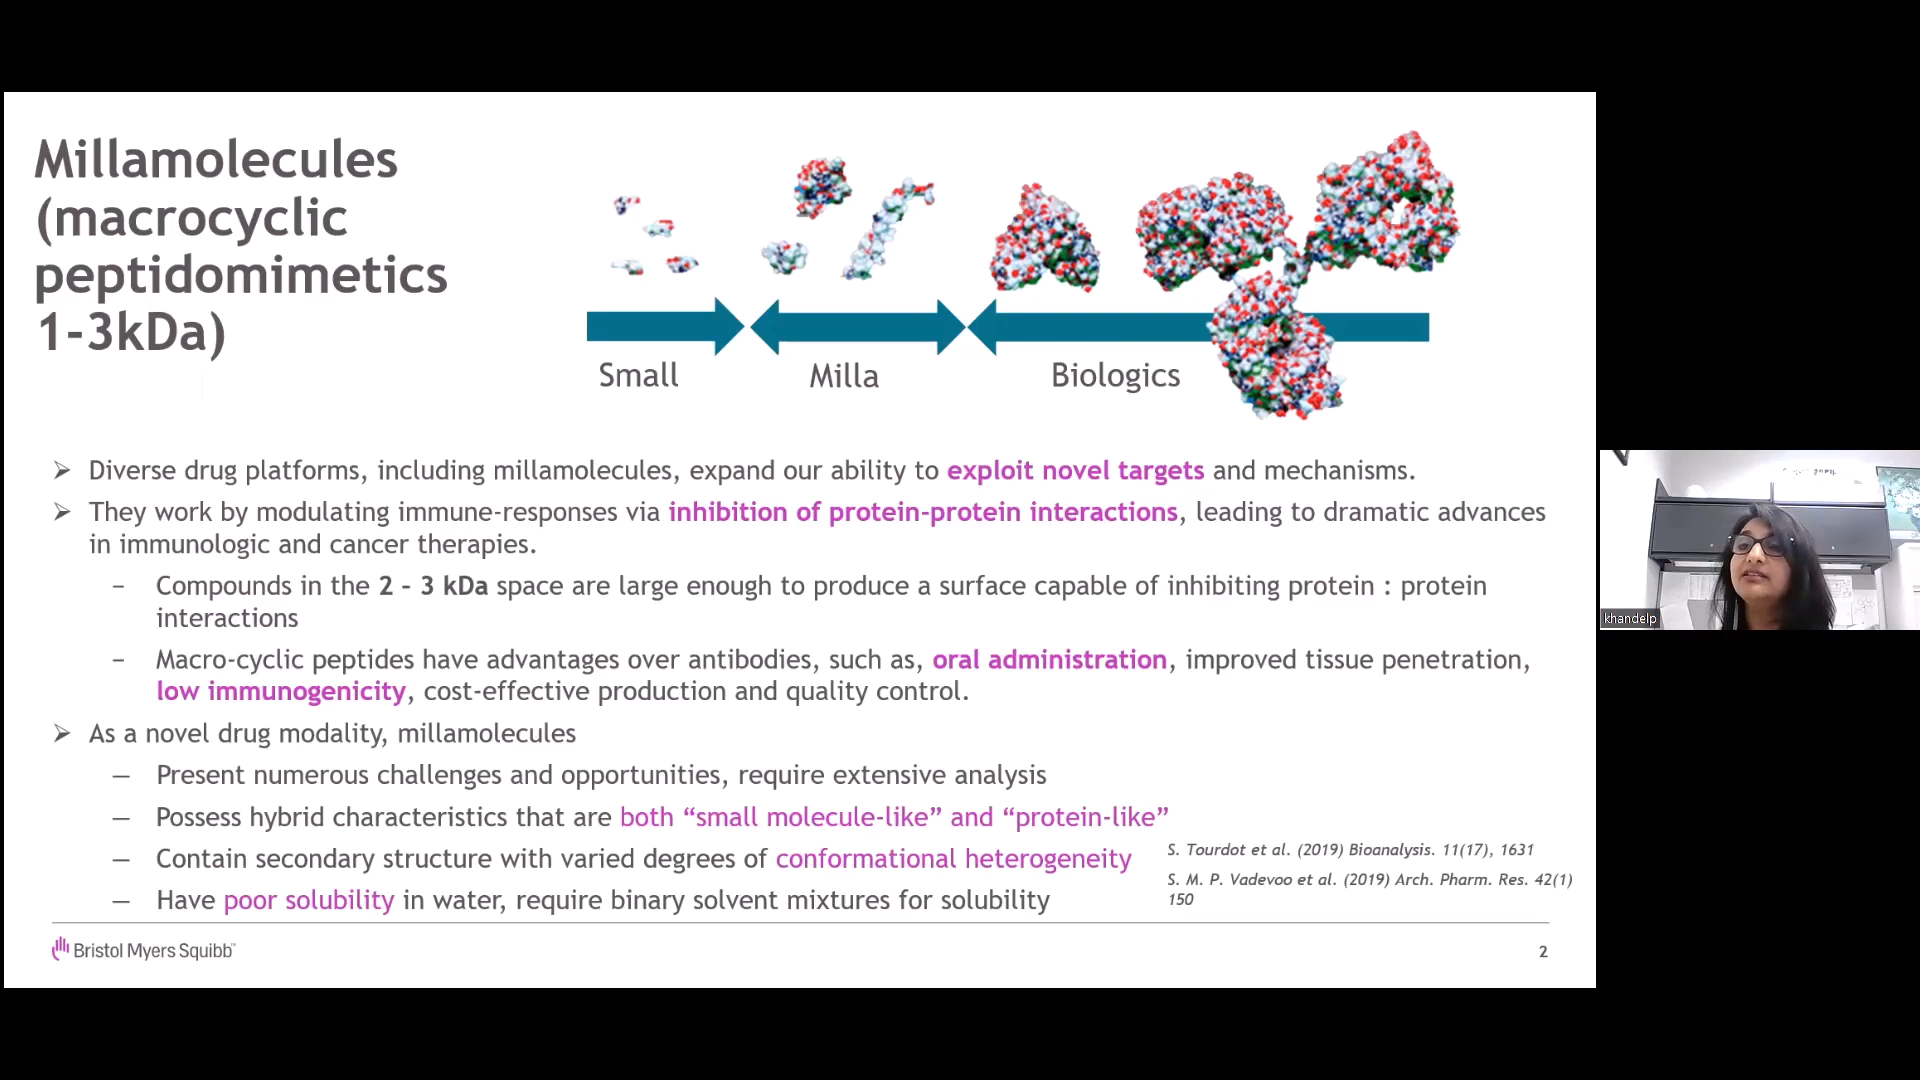 Millamolecules
(macrocyclic
peptidomimetics
1-3kDa)
Small
Milla
Biologics
➢ Diverse drug platforms, including millamolecules, expand our ability to exploit novel targets and mechanisms.
➢ They work by modulating immune-responses via inhibition of protein-protein interactions, leading to dramatic advances
in immunologic and cancer therapies.
– Compounds in the 2 – 3 kDa space are large enough to produce a surface capable of inhibiting protein : protein
interactions
– Macro-cyclic peptides have advantages over antibodies, such as, oral administration, improved tissue penetration,
low immunogenicity, cost-effective production and quality control.
➢ As a novel drug modality, millamolecules
— Present numerous challenges and opportunities, require extensive analysis
— Possess hybrid characteristics that are both “small molecule-like” and “protein-like”
— Contain secondary structure with varied degrees of conformational heterogeneity
— Have poor solubility in water, require binary solvent mixtures for solubility
S. Tourdot et al. (2019) Bioanalysis. 11(17), 1631
S. M. P. Vadevoo et al. (2019) Arch. Pharm. Res. 42(1)
150
Bristol Myers Squibb™
2
khandelp